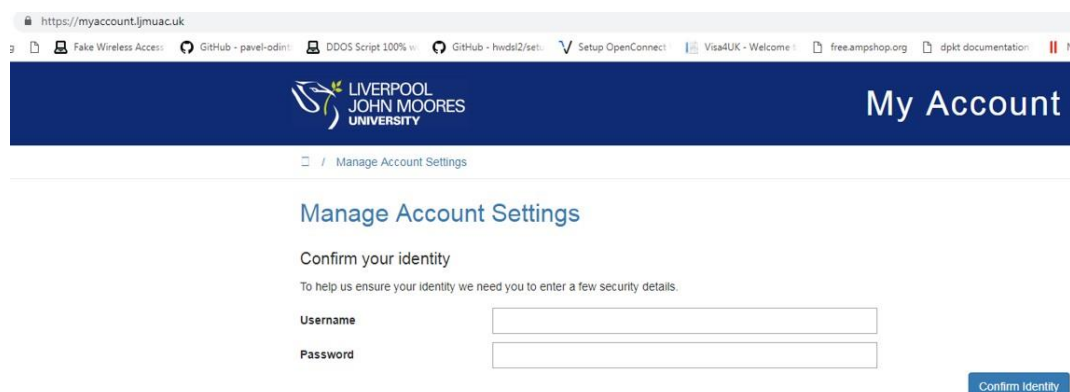 https://myaccount.ljmuac.uk
g Fake Wireless Access GitHub - pavel-odint DDOS Script 100% w GitHub - hwdsl2/setu Setup OpenConnect Visa4UK - Welcome t free.ampshop.org dpkt documentation
LIVERPOOL
JOHN MOORES
UNIVERSITY
My Account
/ Manage Account Settings
Manage Account Settings
Confirm your identity
To help us ensure your identity we need you to enter a few security details.
Username
Password
Confirm Identity